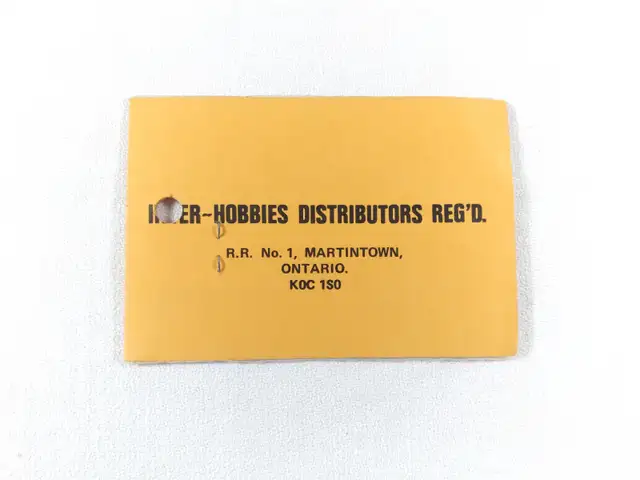 HOBBIES DISTRIBUTORS REG'D.
R.R. No. 1, MARTINTOWN,
ONTARIO.
K0C 1S0